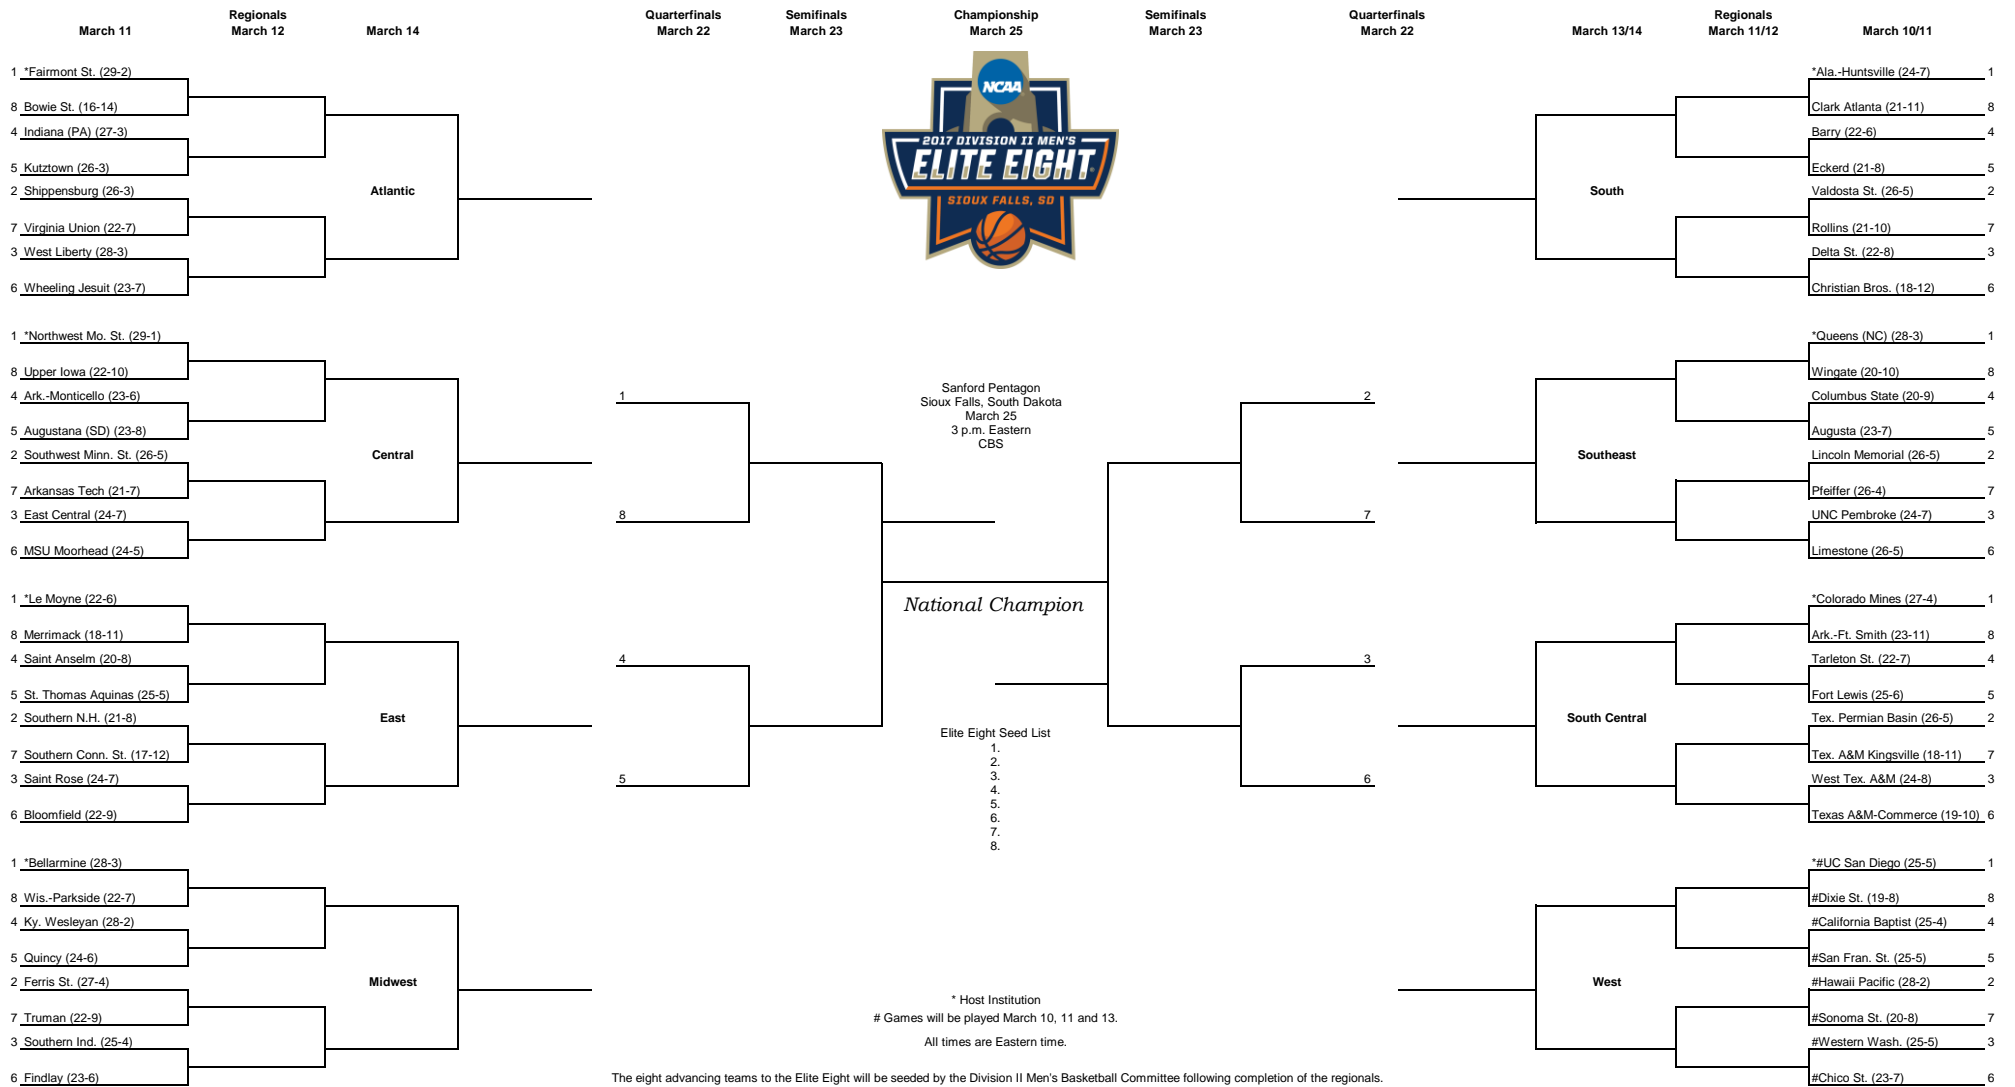 Regionals
March 11 March 12 March 14
Quarterfinals
March 22
Semifinals
March 23
Championship
March 25
Semifinals
March 23
Quarterfinals
March 22
Regionals
March 13/14 March 11/12 March 10/11
1 *Fairmont St. (29-2)
8 Bowie St. (16-14)
4 Indiana (PA) (27-3)
5 Kutztown (26-3)
2 Shippensburg (26-3)
Atlantic
7 Virginia Union (22-7)
3 West Liberty (28-3)
6 Wheeling Jesuit (23-7)
1 *Northwest Mo. St. (29-1)
8 Upper Iowa (22-10)
4 Ark.-Monticello (23-6)
5 Augustana (SD) (23-8)
2 Southwest Minn. St. (26-5)
Central
7 Arkansas Tech (21-7)
3 East Central (24-7)
6 MSU Moorhead (24-5)
1 *Le Moyne (22-6)
8 Merrimack (18-11)
4 Saint Anselm (20-8)
5 St. Thomas Aquinas (25-5)
2 Southern N.H. (21-8)
East
7 Southern Conn. St. (17-12)
3 Saint Rose (24-7)
6 Bloomfield (22-9)
1 *Bellarmine (28-3)
8 Wis.-Parkside (22-7)
4 Ky. Wesleyan (28-2)
5 Quincy (24-6)
2 Ferris St. (27-4)
Midwest
7 Truman (22-9)
3 Southern Ind. (25-4)
6 Findlay (23-6)
1
8
4
5
NCAA
2017 DIVISION II MEN'S
ELITE EIGHT
SIOUX FALLS, SD
Sanford Pentagon
Sioux Falls, South Dakota
March 25
3 p.m. Eastern
CBS
National Champion
Elite Eight Seed List
1.
2.
3.
4.
5.
6.
7.
8.
* Host Institution
# Games will be played March 10, 11 and 13.
All times are Eastern time.
The eight advancing teams to the Elite Eight will be seeded by the Division II Men's Basketball Committee following completion of the regionals.
2
7
3
6
*Ala.-Huntsville (24-7) 1
Clark Atlanta (21-11) 8
Barry (22-6) 4
Eckerd (21-8) 5
South
Valdosta St. (26-5) 2
Rollins (21-10) 7
Delta St. (22-8) 3
Christian Bros. (18-12) 6
*Queens (NC) (28-3) 1
Wingate (20-10) 8
Columbus State (20-9) 4
Augusta (23-7) 5
Southeast
Lincoln Memorial (26-5) 2
Pfeiffer (26-4) 7
UNC Pembroke (24-7) 3
Limestone (26-5) 6
*Colorado Mines (27-4) 1
Ark.-Ft. Smith (23-11) 8
Tarleton St. (22-7) 4
Fort Lewis (25-6) 5
South Central
Tex. Permian Basin (26-5) 2
Tex. A&M Kingsville (18-11) 7
West Tex. A&M (24-8) 3
Texas A&M-Commerce (19-10) 6
*#UC San Diego (25-5) 1
#Dixie St. (19-8) 8
#California Baptist (25-4) 4
#San Fran. St. (25-5) 5
West
#Hawaii Pacific (28-2) 2
#Sonoma St. (20-8) 7
#Western Wash. (25-5) 3
#Chico St. (23-7) 6